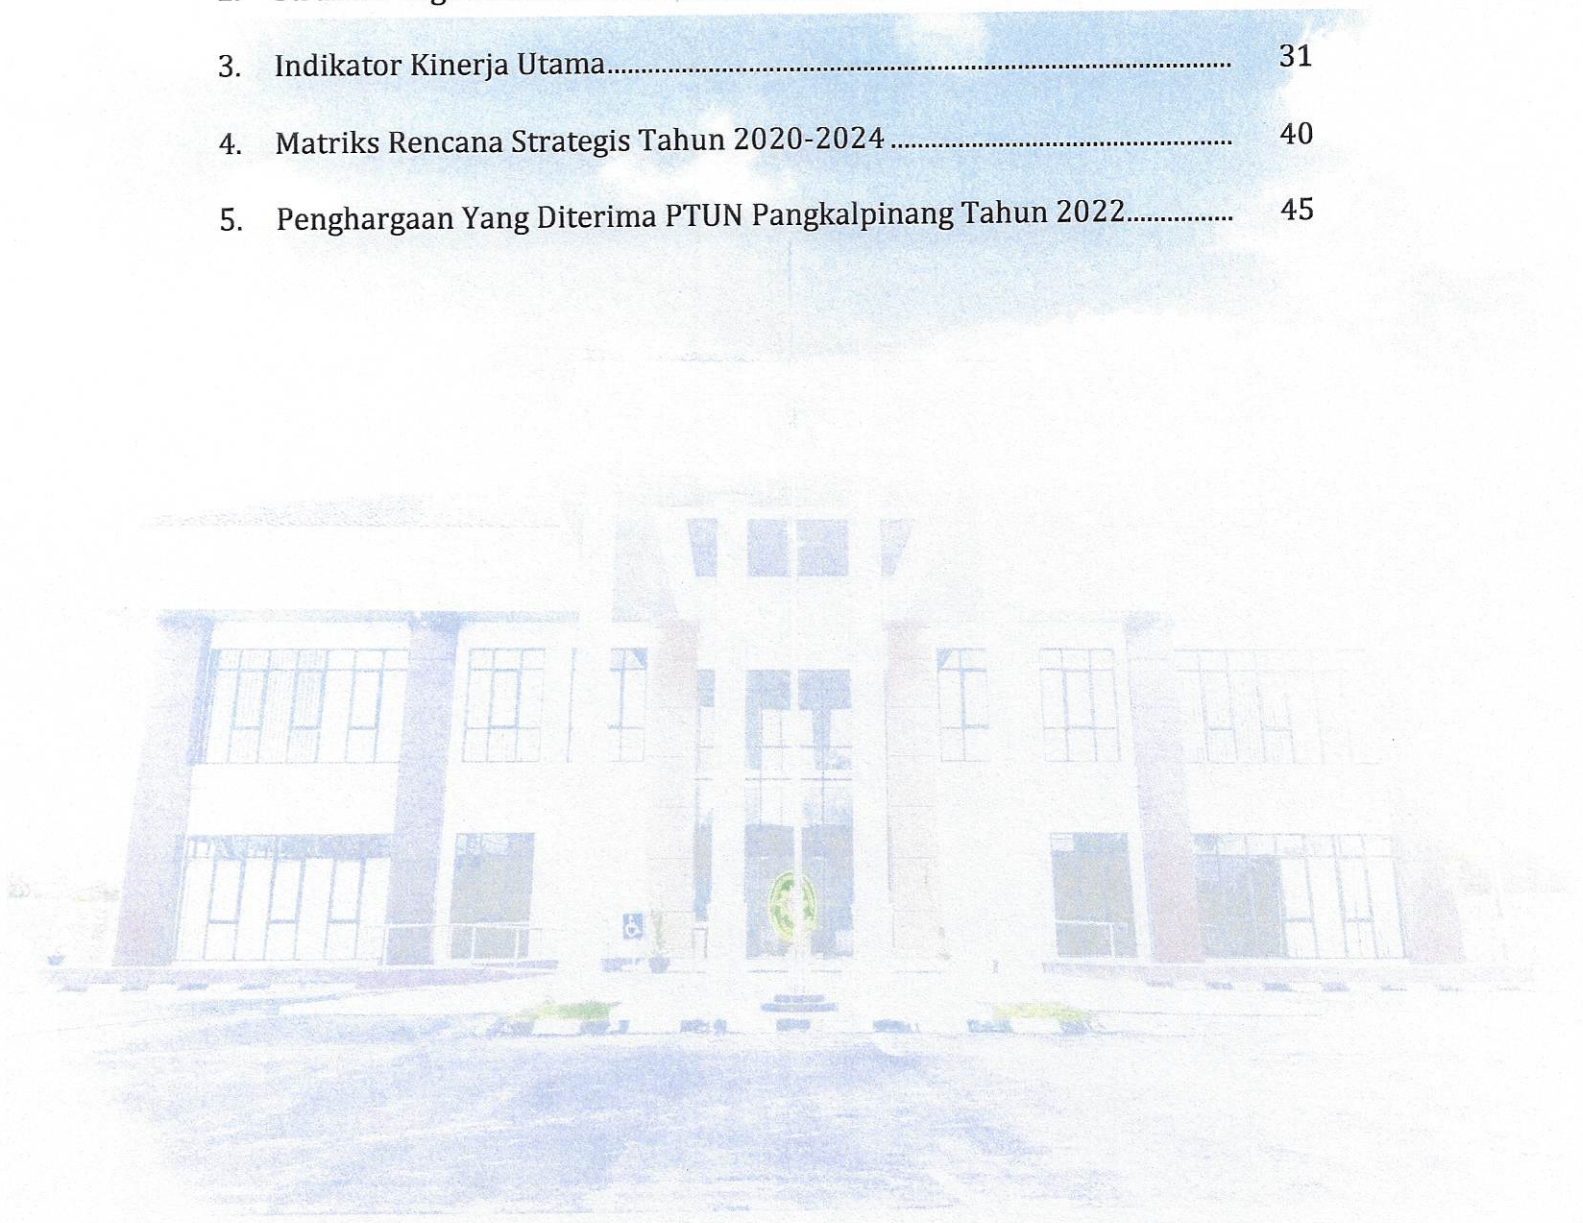 3. Indikator Kinerja Utama........................................................................................ 31
4. Matriks Rencana Strategis Tahun 2020-2024 ................................................ 40
5. Penghargaan Yang Diterima PTUN Pangkalpinang Tahun 2022............... 45